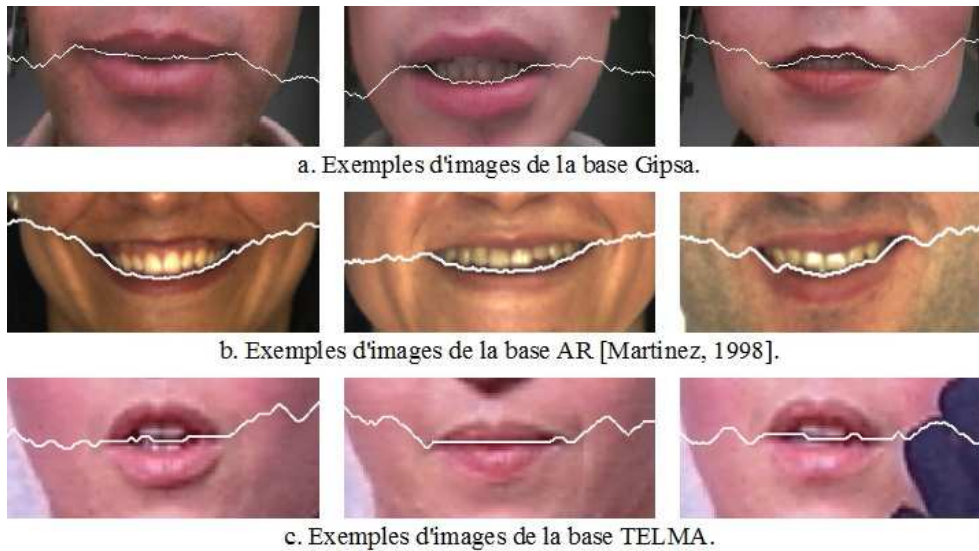 a. Exemples d'images de la base Gipsa.
b. Exemples d'images de la base AR [Martinez, 1998].
c. Exemples d'images de la base TELMA.